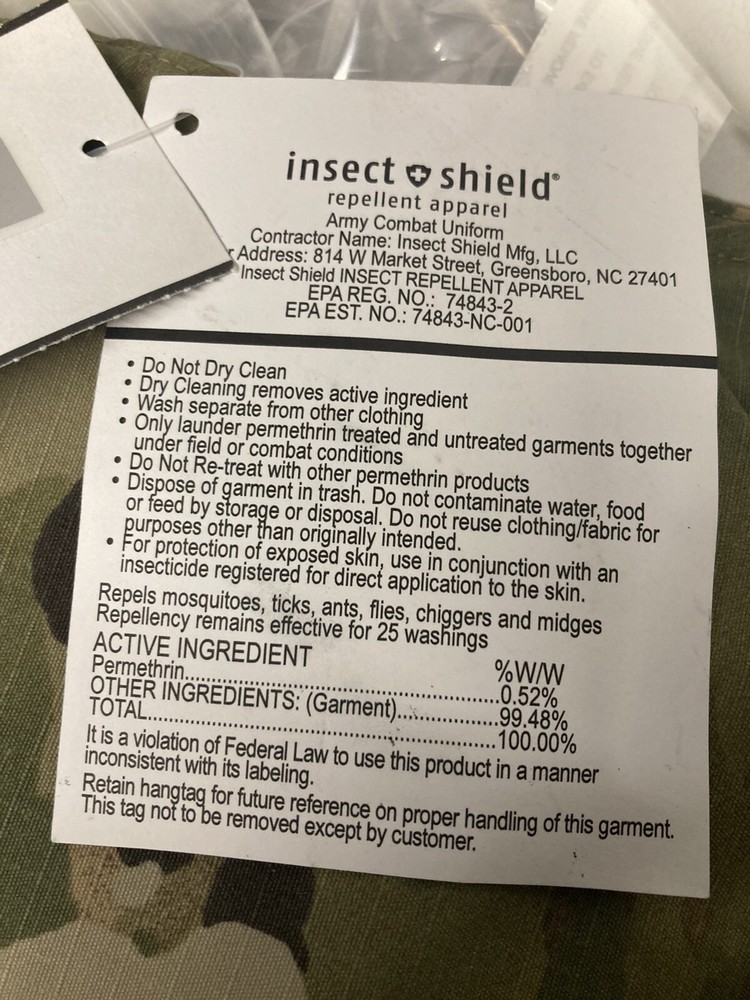 insect shield®
repellent apparel
Army Combat Uniform
Contractor Name: Insect Shield Mfg, LLC
Address: 814 W Market Street, Greensboro, NC 27401
Insect Shield INSECT REPELLENT APPAREL
EPA REG. NO.: 74843-2
EPA EST. NO.: 74843-NC-001
• Do Not Dry Clean
• Dry Cleaning removes active ingredient
• Wash separate from other clothing
• Only launder permethrin treated and untreated garments together
under field or combat conditions
• Do Not Re-treat with other permethrin products
• Dispose of garment in trash. Do not contaminate water, food
or feed by storage or disposal. Do not reuse clothing/fabric for
purposes other than originally intended.
• For protection of exposed skin, use in conjunction with an
insecticide registered for direct application to the skin.
Repels mosquitoes, ticks, ants, flies, chiggers and midges
Repellency remains effective for 25 washings
ACTIVE INGREDIENT %W/W
Permethrin..........................................0.52%
OTHER INGREDIENTS: (Garment)...............99.48%
TOTAL..............................................100.00%
It is a violation of Federal Law to use this product in a manner
inconsistent with its labeling.
Retain hangtag for future reference on proper handling of this garment.
This tag not to be removed except by customer.